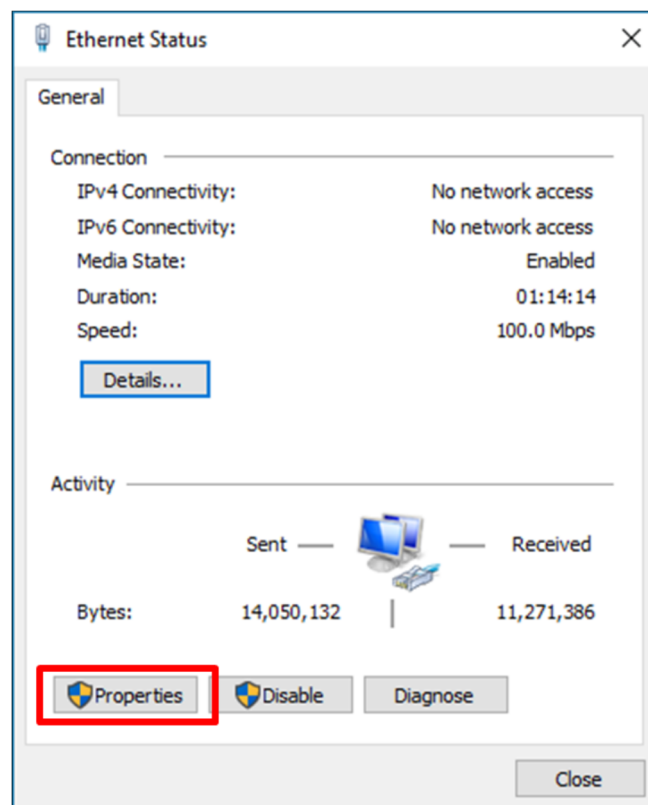 Ethernet Status
General
Connection
IPv4 Connectivity: No network access
IPv6 Connectivity: No network access
Media State: Enabled
Duration: 01:14:14
Speed: 100.0 Mbps
Details...
Activity
Sent Received
Bytes: 14,050,132 11,271,386
Properties Disable Diagnose
Close